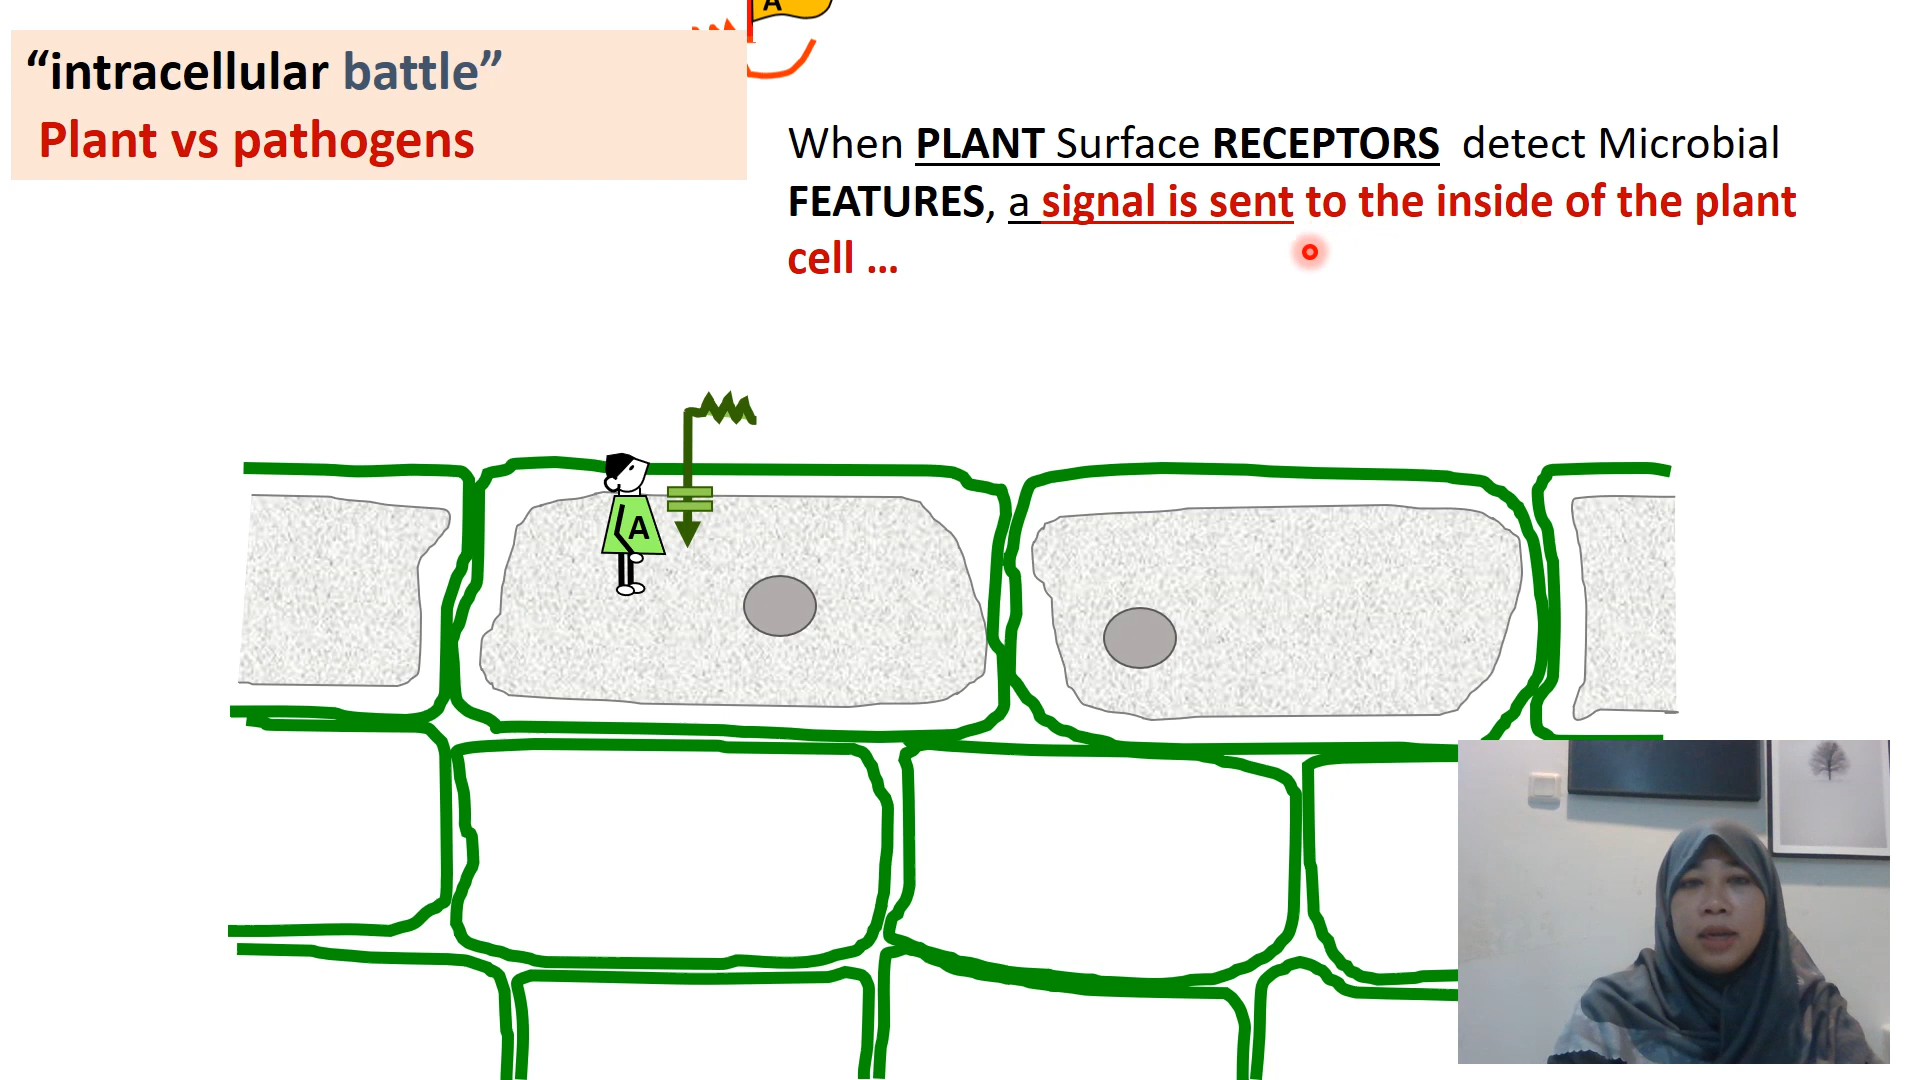 A
“intracellular battle”
Plant vs pathogens
When PLANT Surface RECEPTORS detect Microbial
FEATURES, a signal is sent to the inside of the plant
cell ...
A